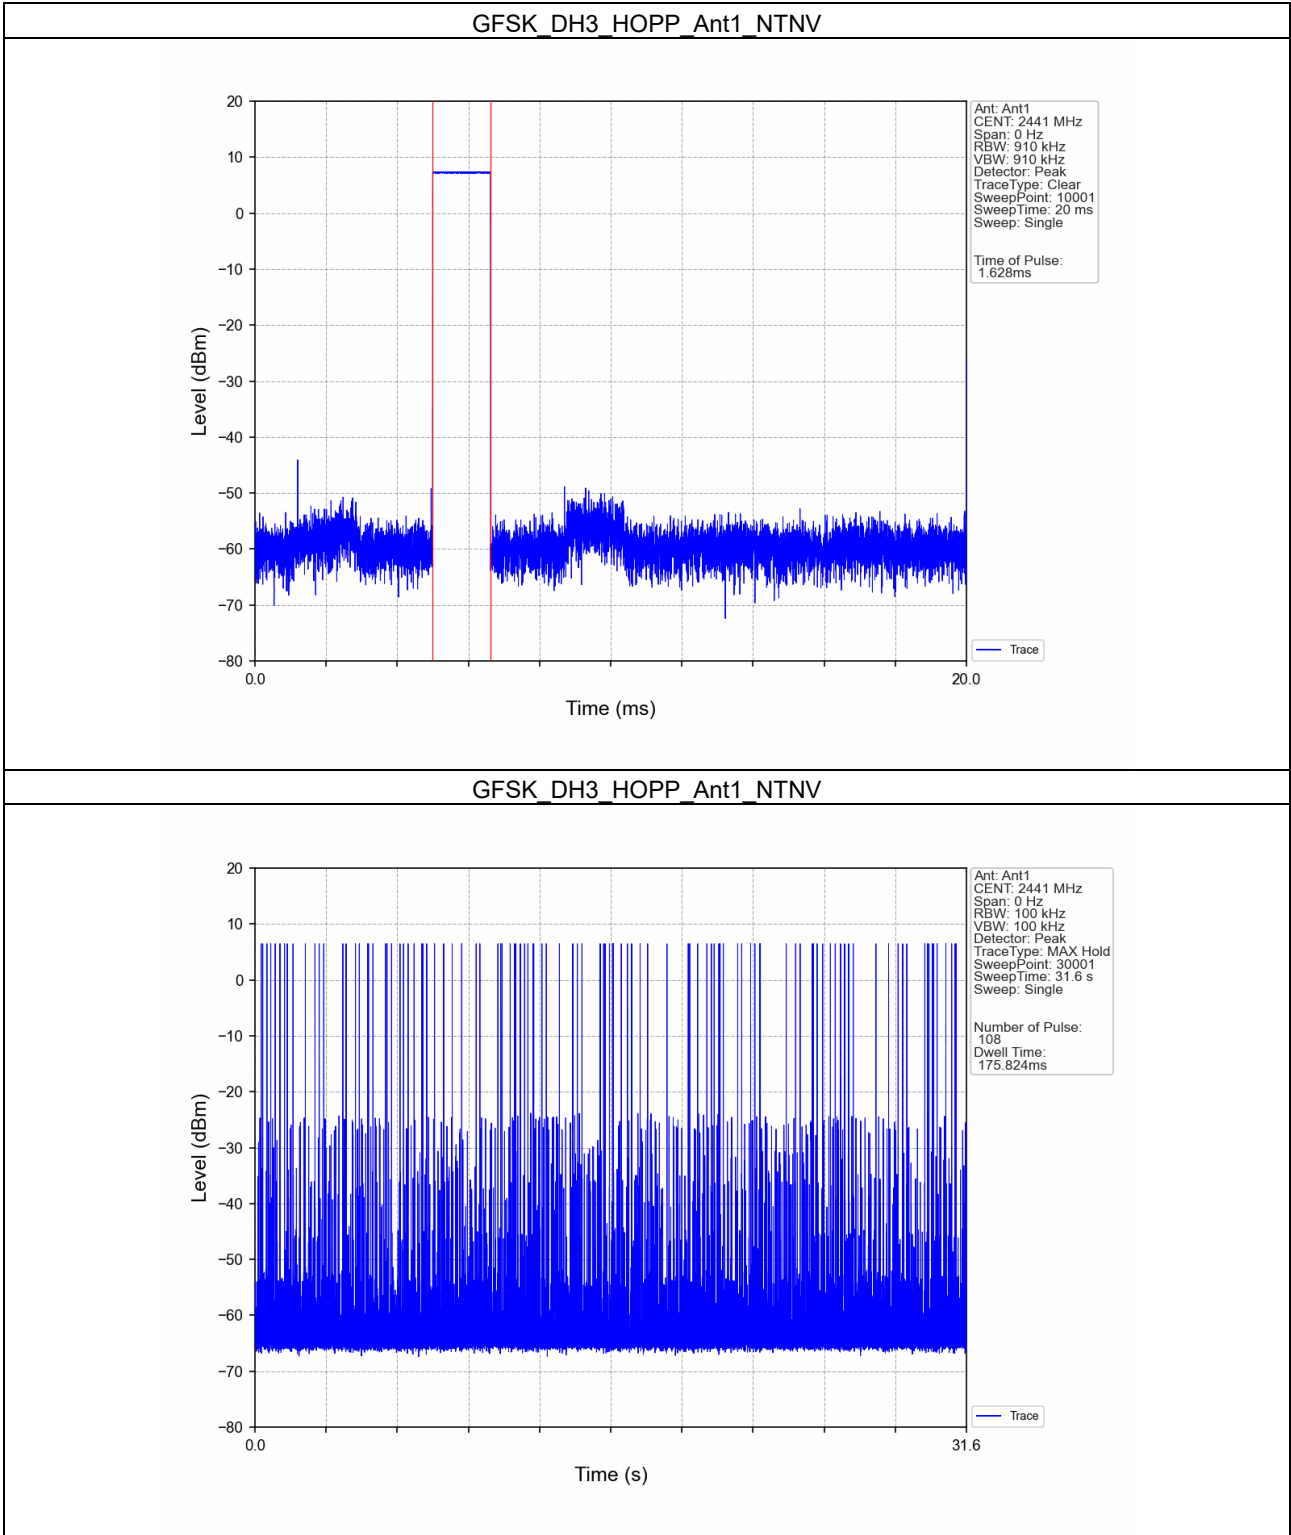 GFSK_DH3_HOPP_Ant1_NTNV
20
10
0
−10
−20
−30
−40
−50
−60
−70
−80
Level (dBm)
0.0
20.0
Time (ms)
Ant: Ant1
CENT: 2441 MHz
Span: 0 Hz
RBW: 910 kHz
VBW: 910 kHz
Detector: Peak
TraceType: Clear
SweepPoint: 10001
SweepTime: 20 ms
Sweep: Single
Time of Pulse:
1.628ms
Trace
GFSK_DH3_HOPP_Ant1_NTNV
20
10
0
−10
−20
−30
−40
−50
−60
−70
−80
Level (dBm)
0.0
31.6
Time (s)
Ant: Ant1
CENT: 2441 MHz
Span: 0 Hz
RBW: 100 kHz
VBW: 100 kHz
Detector: Peak
TraceType: MAX Hold
SweepPoint: 30001
SweepTime: 31.6 s
Sweep: Single
Number of Pulse:
108
Dwell Time:
175.824ms
Trace